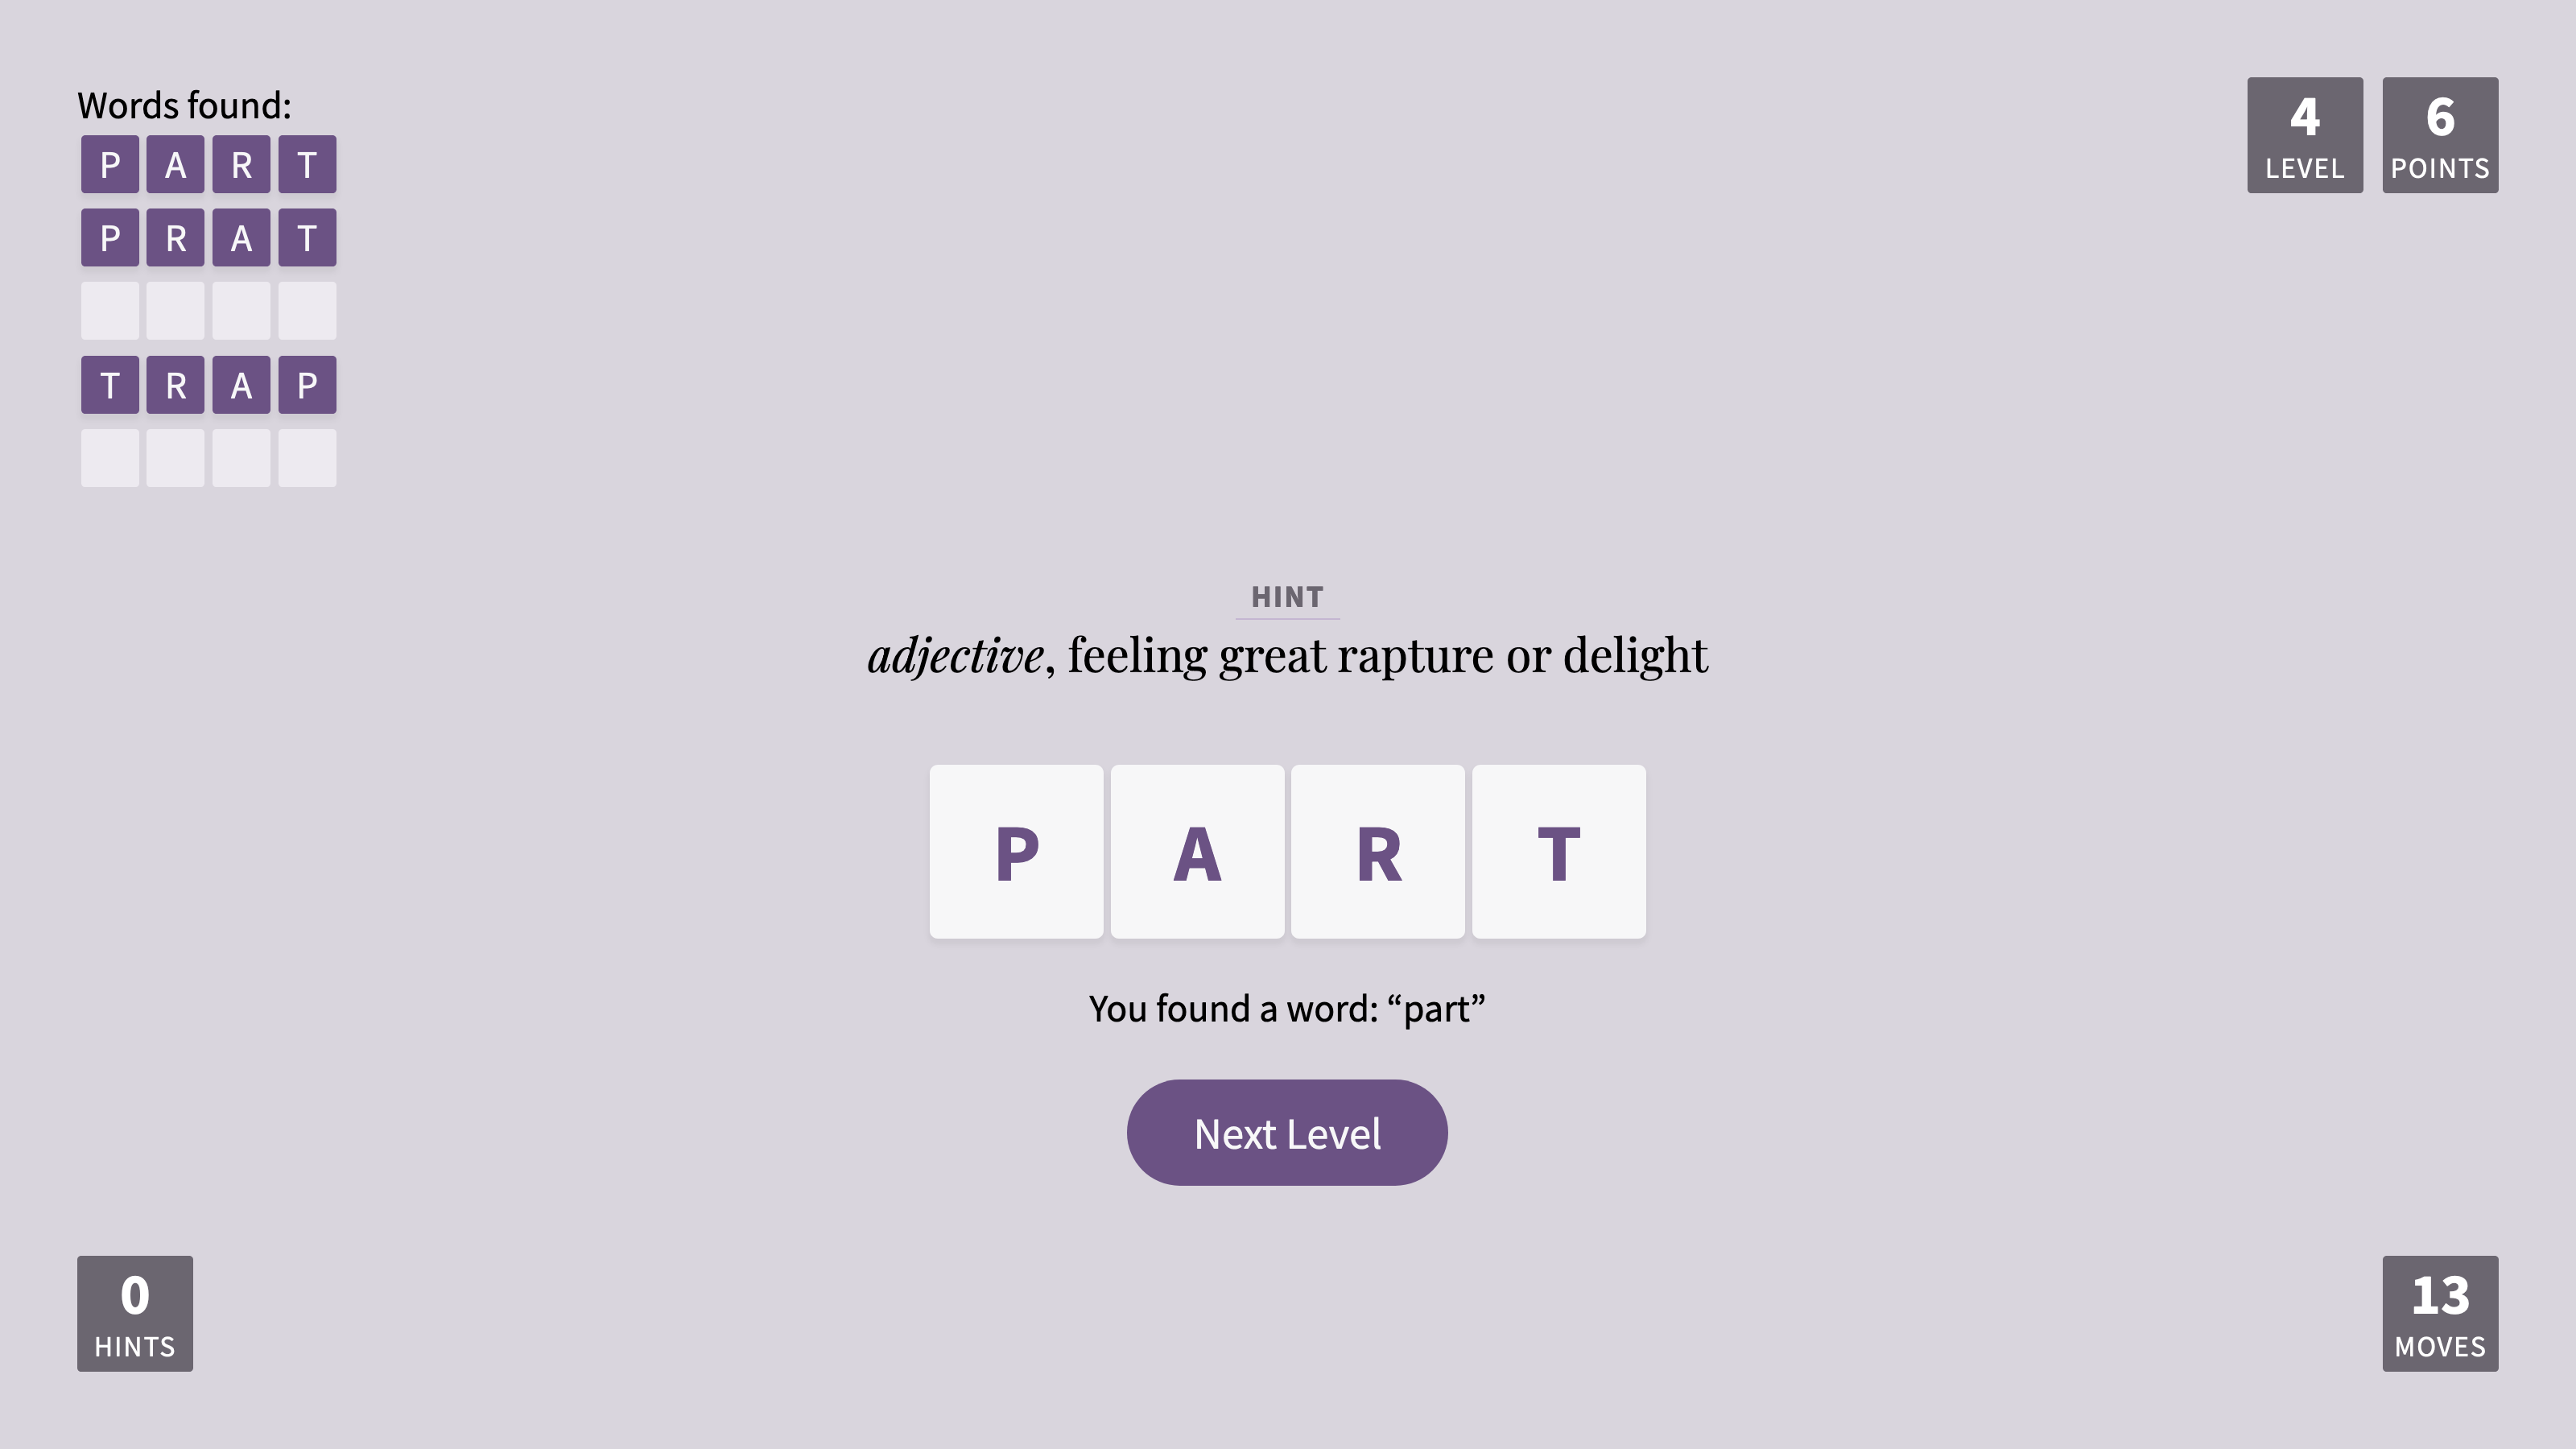 Words found:
P A R T
P R A T
T R A P
4
LEVEL
6
POINTS
HINT
adjective, feeling great rapture or delight
P A R T
You found a word: “part”
Next Level
0
HINTS
13
MOVES